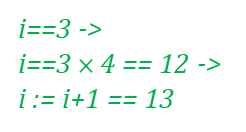 i==3 ->
i==3 × 4 == 12 ->
i := i+1 == 13